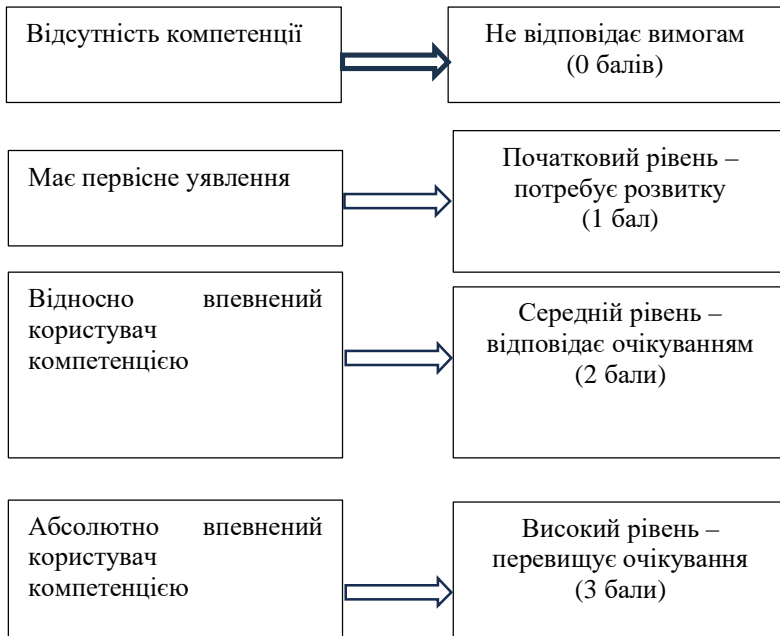 Відсутність компетенції
Не відповідає вимогам
(0 балів)
Має первісне уявлення
Початковий рівень –
потребує розвитку
(1 бал)
Відносно впевнений
користувач
компетенцією
Середній рівень –
відповідає очікуванням
(2 бали)
Абсолютно впевнений
користувач
компетенцією
Високий рівень –
перевищує очікування
(3 бали)